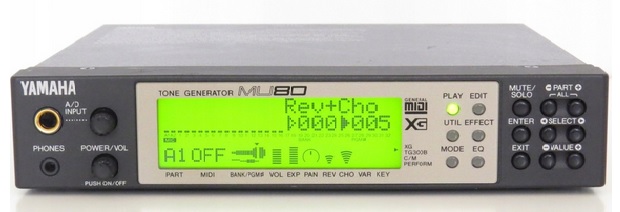 YAMAHA
A/D INPUT
PHONES
POWER/VOL
PUSH ON/OFF
TONE GENERATOR MU80
Rev+Cho
000 005
A1 OFF
PART MIDI BANK/PGM# VOL EXP PAN REV CHO VAR KEY
GENERAL MIDI
XG
XG
TG300B
C/M
PERFORM
PLAY EDIT
UTIL EFFECT
MODE EQ
MUTE/SOLO
ENTER
EXIT
PART
ALL
SELECT
VALUE